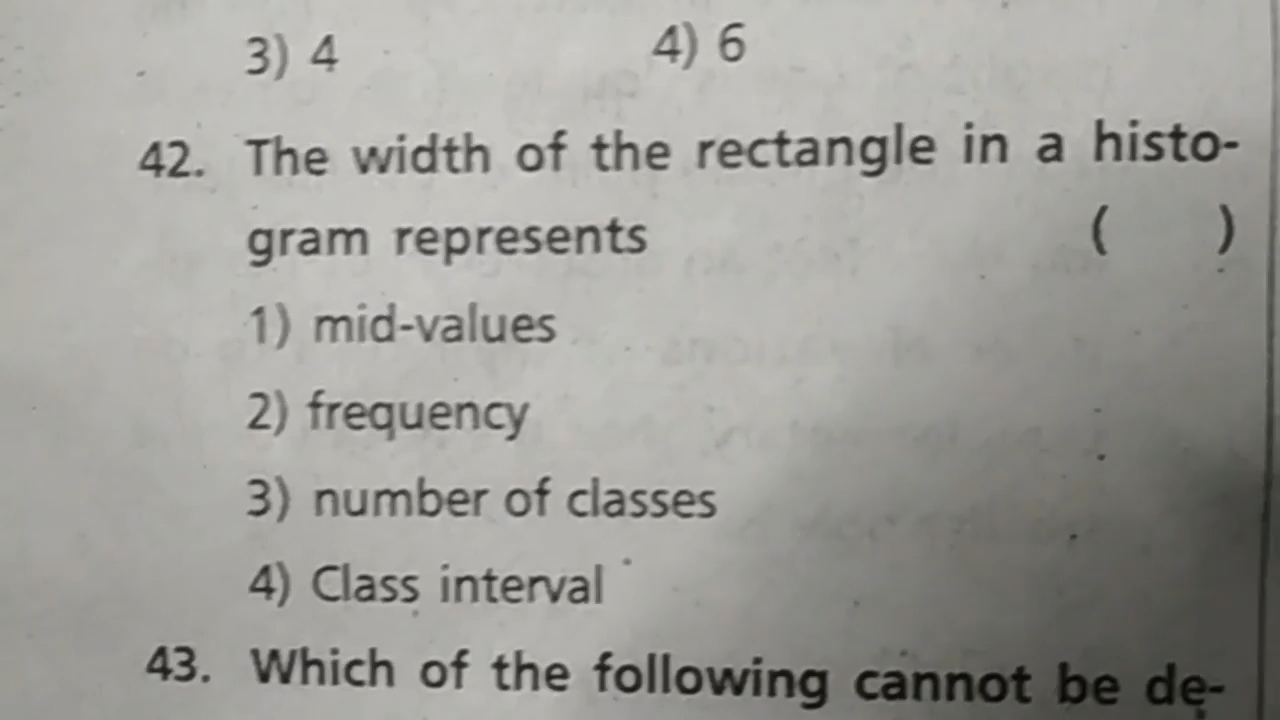 3) 4 4) 6
42. The width of the rectangle in a histo-
gram represents ( )
1) mid-values
2) frequency
3) number of classes
4) Class interval
43. Which of the following cannot be de-